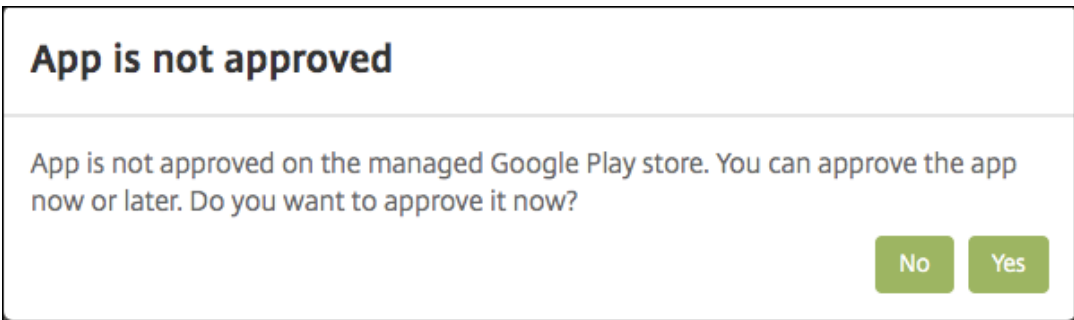 App is not approved
App is not approved on the managed Google Play store. You can approve the app
now or later. Do you want to approve it now?
No
Yes